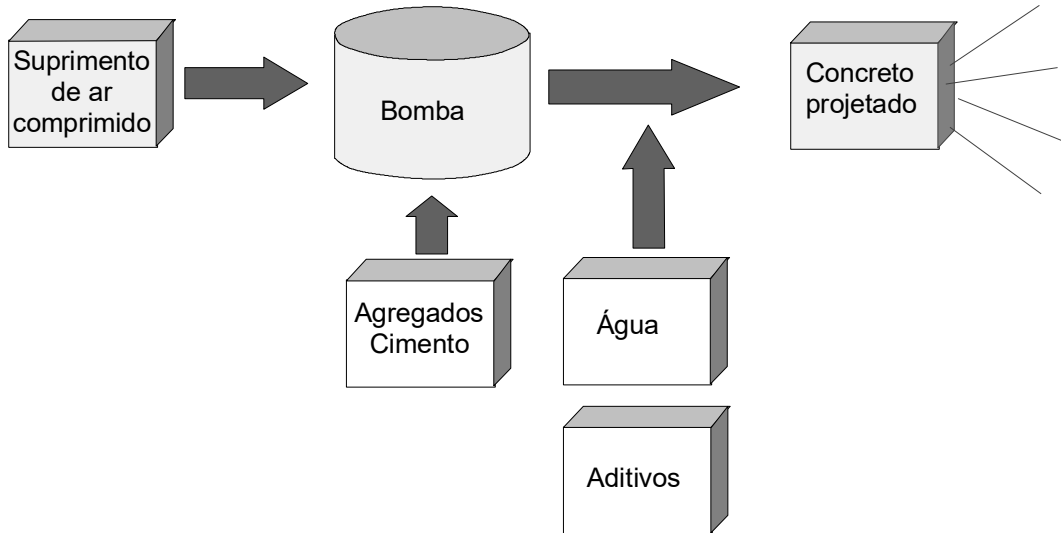 Suprimento
de ar
comprimido
Bomba
Concreto
projetado
Agregados
Cimento
Água
Aditivos